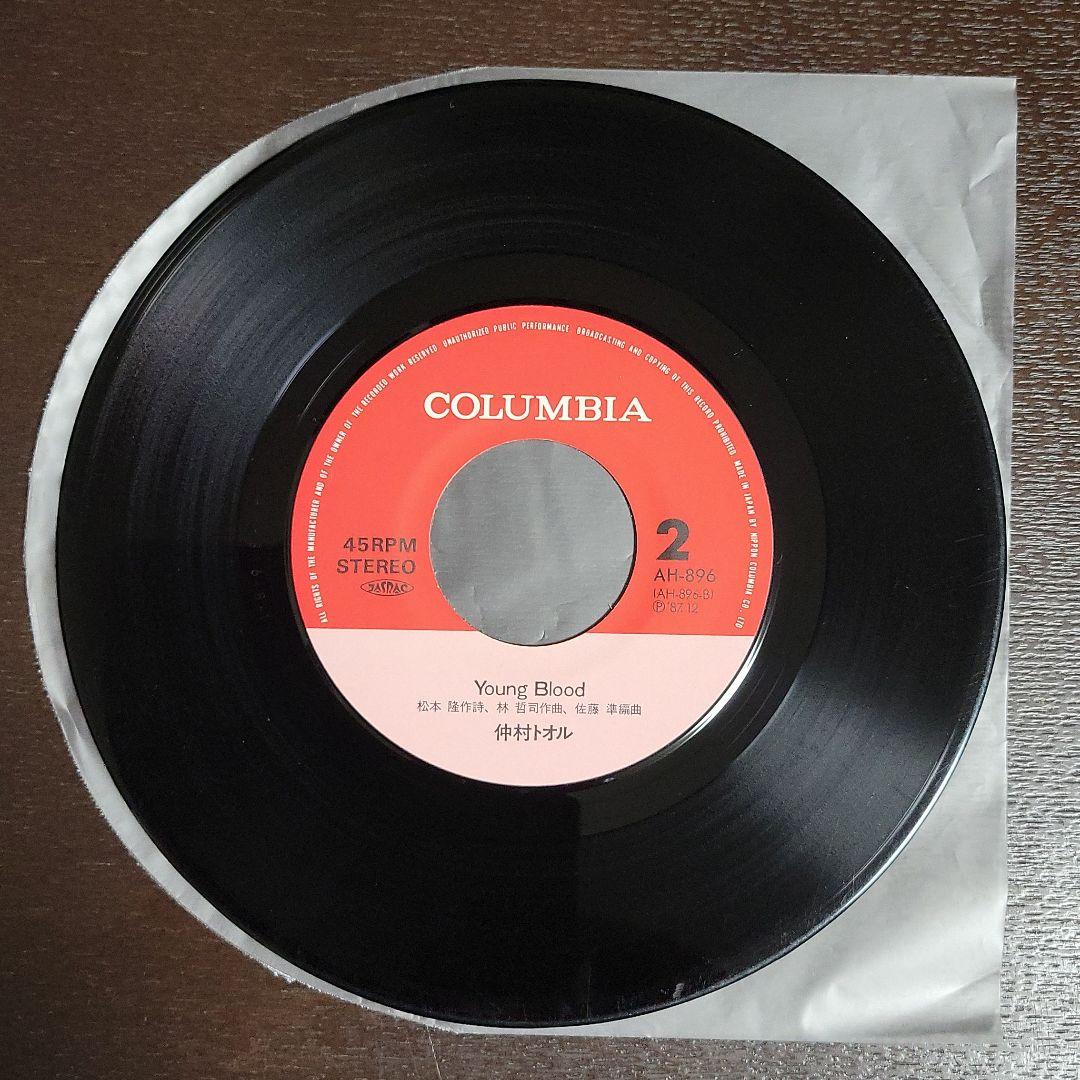 ALL RIGHTS OF THE MANUFACTURER AND OF THE OWNER OF THE RECORDED WORK RESERVED. UNAUTHORIZED PUBLIC PERFORMANCE. BROADCASTING AND COPYING OF THIS RECORD PROHIBITED. MADE IN JAPAN BY NIPPON COLUMBIA CO., LTD
COLUMBIA
45RPM
STEREO
JASRAC
2
AH-896
(AH-896-B)
Ⓟ '87.12
Young Blood
松本 隆作詩、林 哲司作曲、佐藤 準編曲
仲村トオル